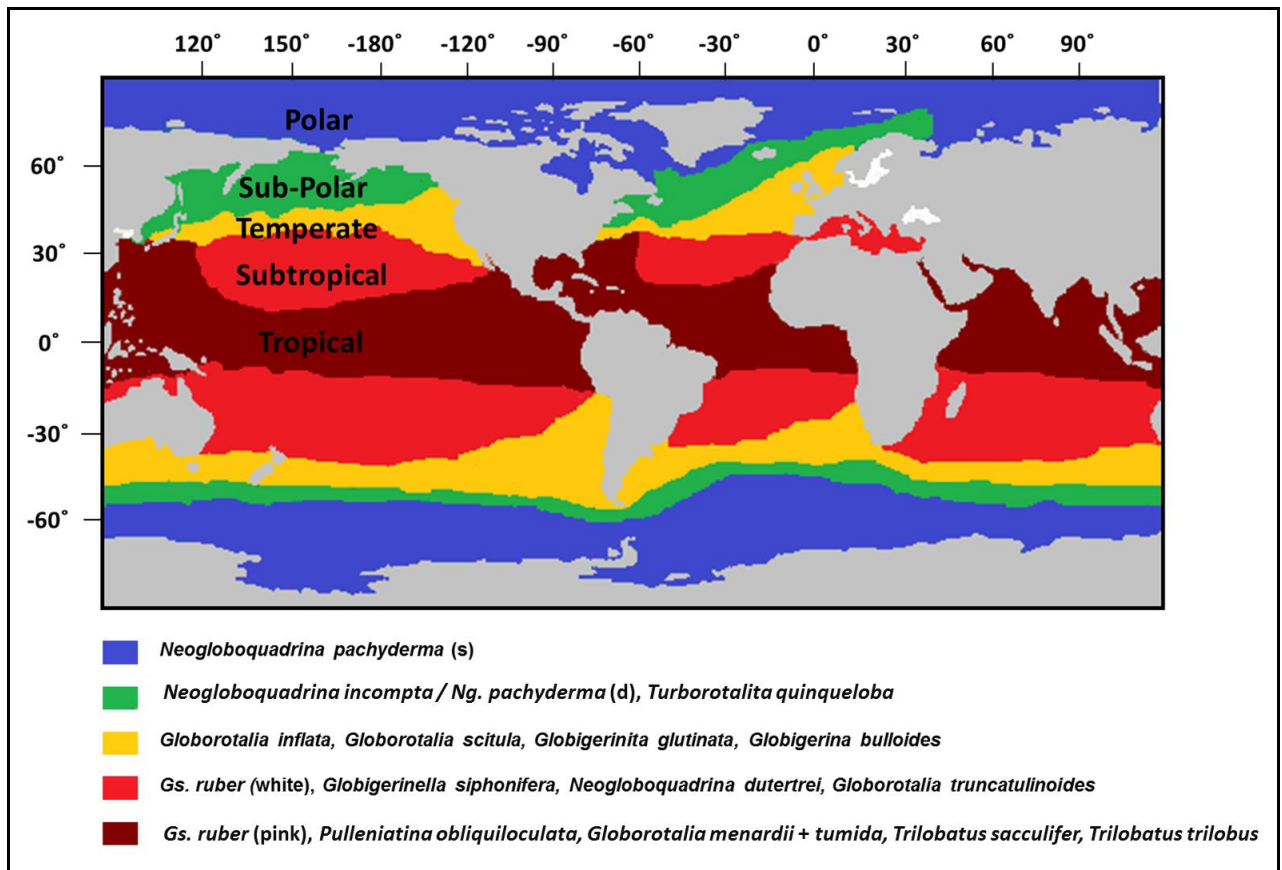 120˚ 150˚ -180˚ -120˚ -90˚ -60˚ -30˚ 0˚ 30˚ 60˚ 90˚
Polar
60˚
Sub-Polar
Temperate
30˚
Subtropical
0˚
Tropical
-30˚
-60˚
Neogloboquadrina pachyderma (s)
Neogloboquadrina incompta / Ng. pachyderma (d), Turborotalita quinqueloba
Globorotalia inflata, Globorotalia scitula, Globigerinita glutinata, Globigerina bulloides
Gs. ruber (white), Globigerinella siphonifera, Neogloboquadrina dutertrei, Globorotalia truncatulinoides
Gs. ruber (pink), Pulleniatina obliquiloculata, Globorotalia menardii + tumida, Trilobatus sacculifer, Trilobatus trilobus